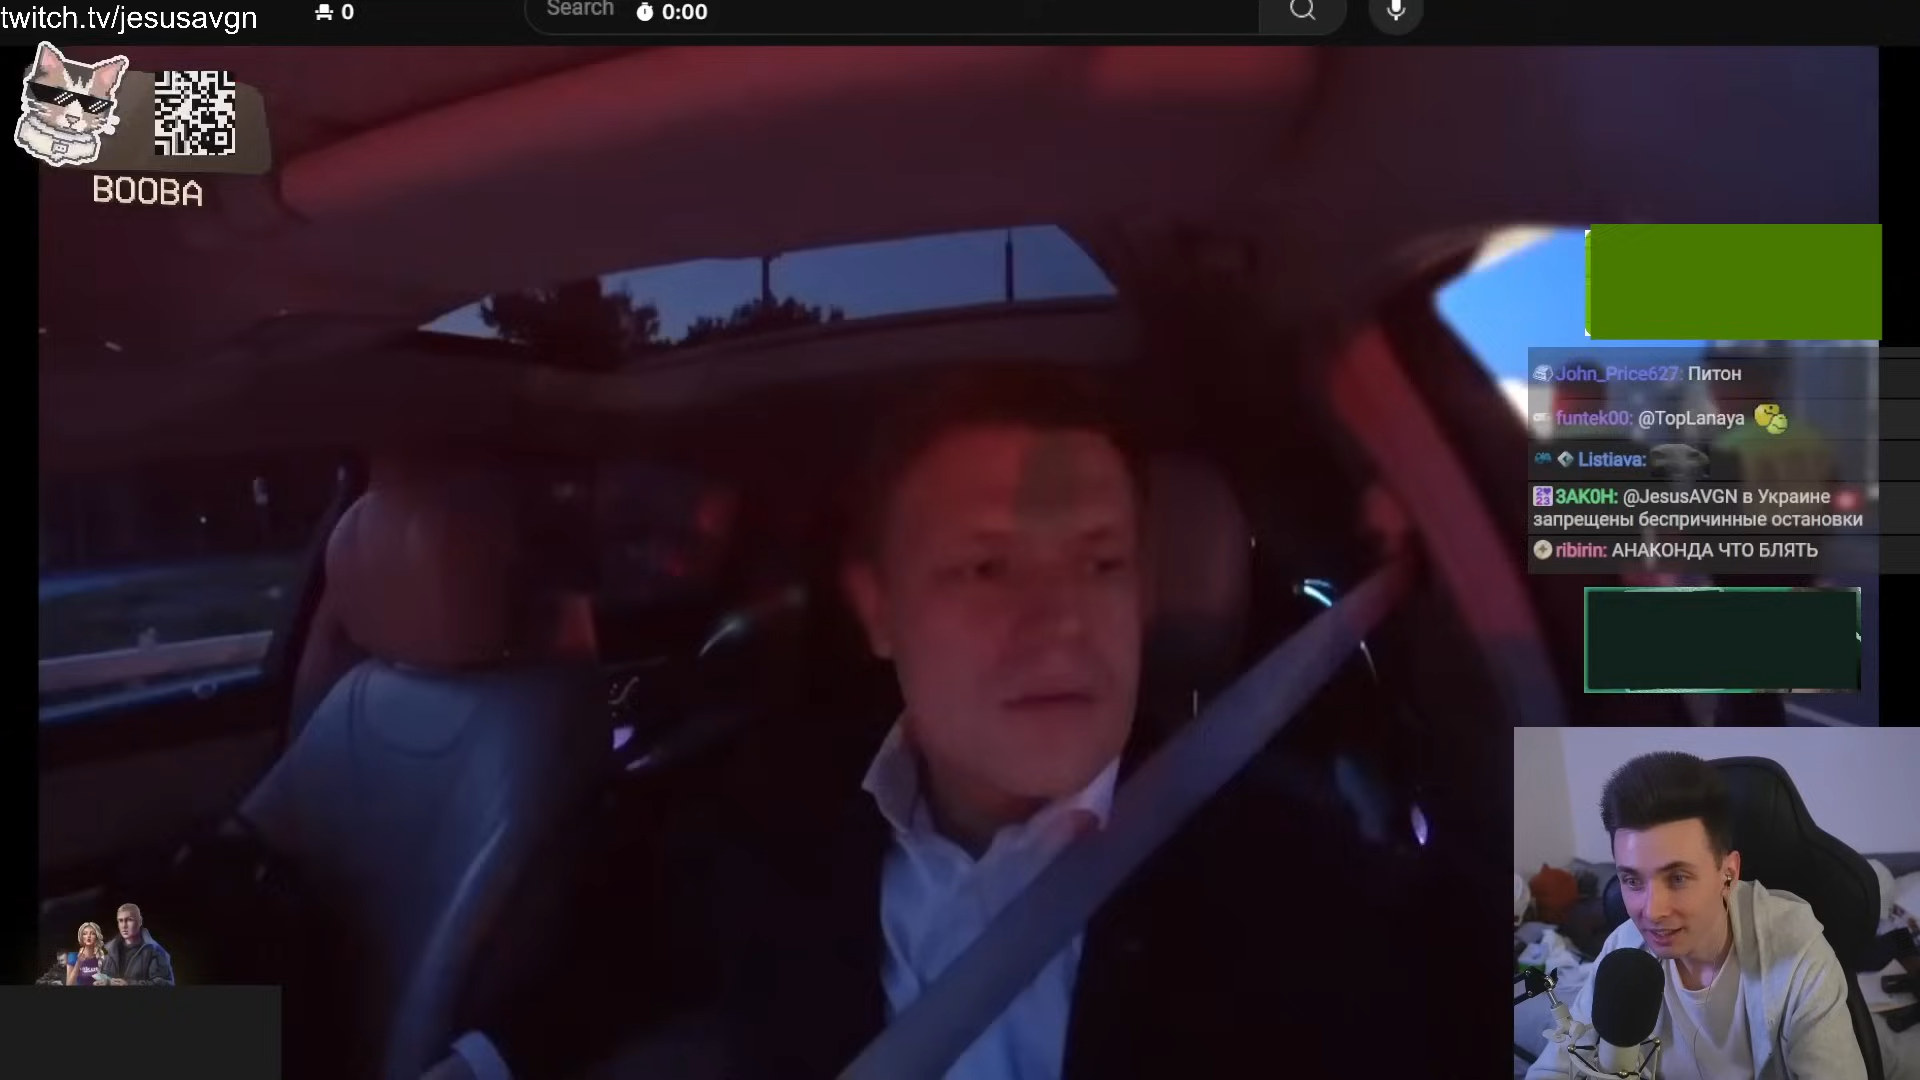 twitch.tv/jesusavgn
0
Search
0:00
BOOBA
John_Price627: Питон
funtek00: @TopLanaya
Listiava:
3AK0H: @JesusAVGN в Украине
запрещены беспричинные остановки
ribirin: АНАКОНДА ЧТО БЛЯТЬ